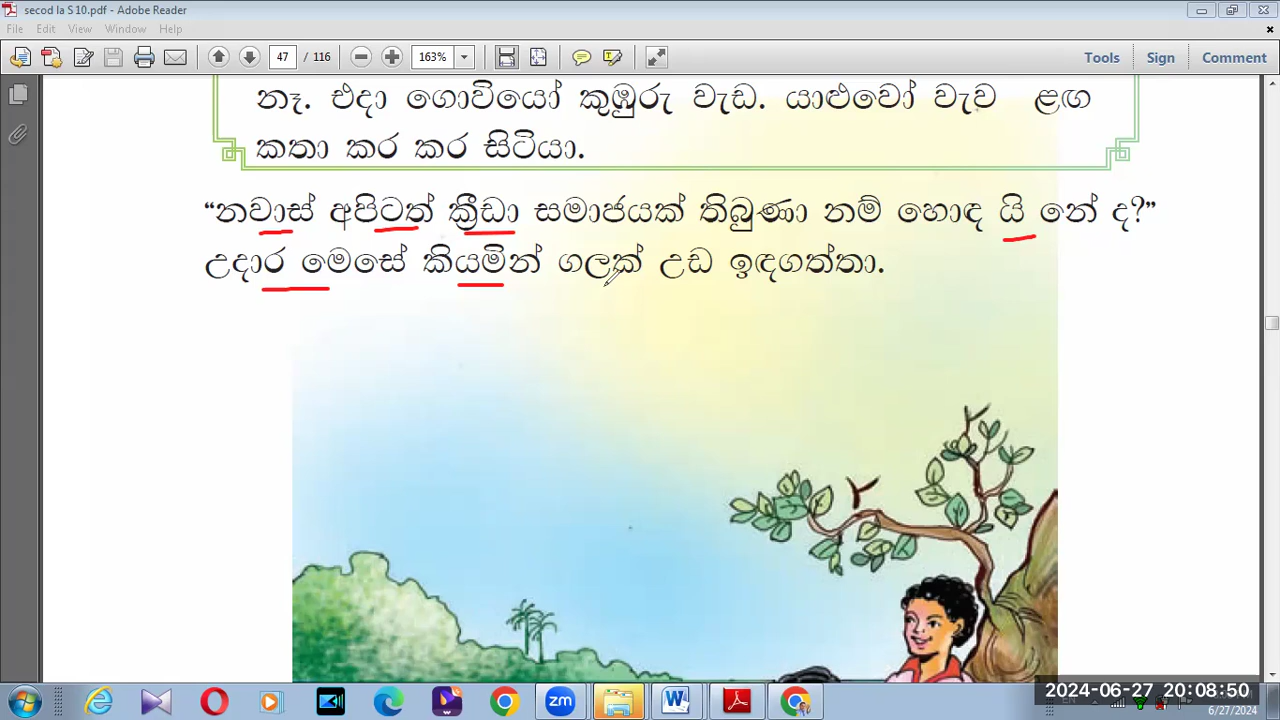 secod la S 10.pdf - Adobe Reader
File Edit View Window Help
47 / 116 163% Tools Sign Comment
නෑ. එදා ගොවියෝ කුඹුරු වැඩ. යාළුවෝ වැව ළඟ
කතා කර කර සිටියා.
“නවාස් අපිටත් ක්‍රීඩා සමාජයක් තිබුණා නම් හොඳ යි නේ ද?”
උදාර මෙසේ කියමින් ගලක් උඩ ඉඳගත්තා.
zm
2024-06-27 20:08:50
6/27/2024